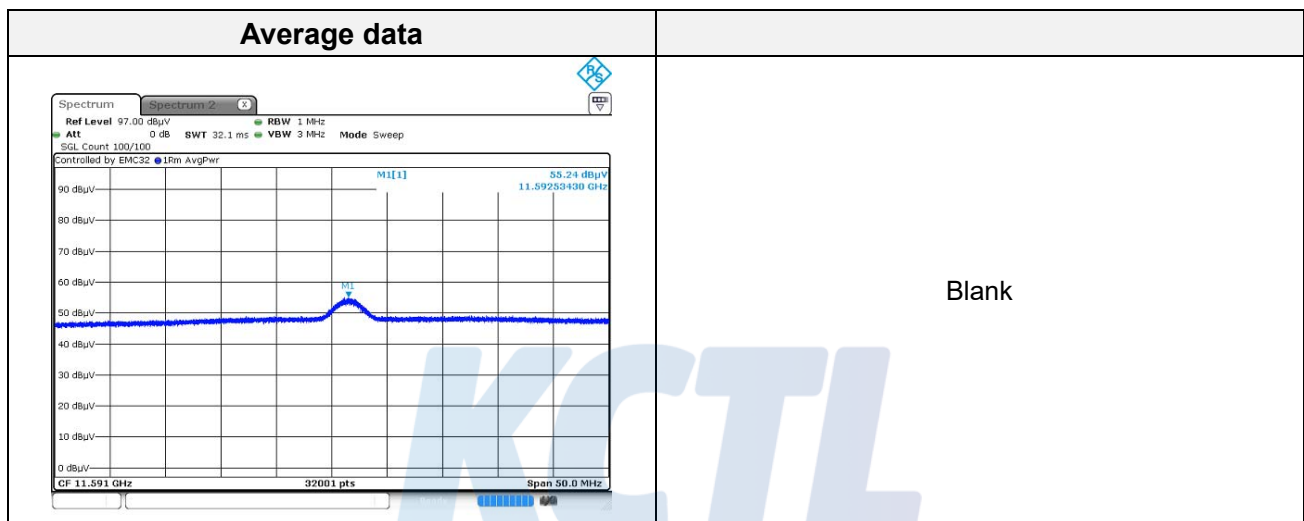 Average data
R&S
Spectrum
Spectrum 2
X
Ref Level 97.00 dBµV
RBW 1 MHz
Att 0 dB SWT 32.1 ms VBW 3 MHz Mode Sweep
SGL Count 100/100
Controlled by EMC32 1Rm AvgPwr
M1[1] 55.24 dBµV
11.59253430 GHz
90 dBµV
80 dBµV
70 dBµV
60 dBµV
M1
50 dBµV
40 dBµV
30 dBµV
20 dBµV
10 dBµV
0 dBµV
CF 11.591 GHz 32001 pts Span 50.0 MHz
Blank
KCTL